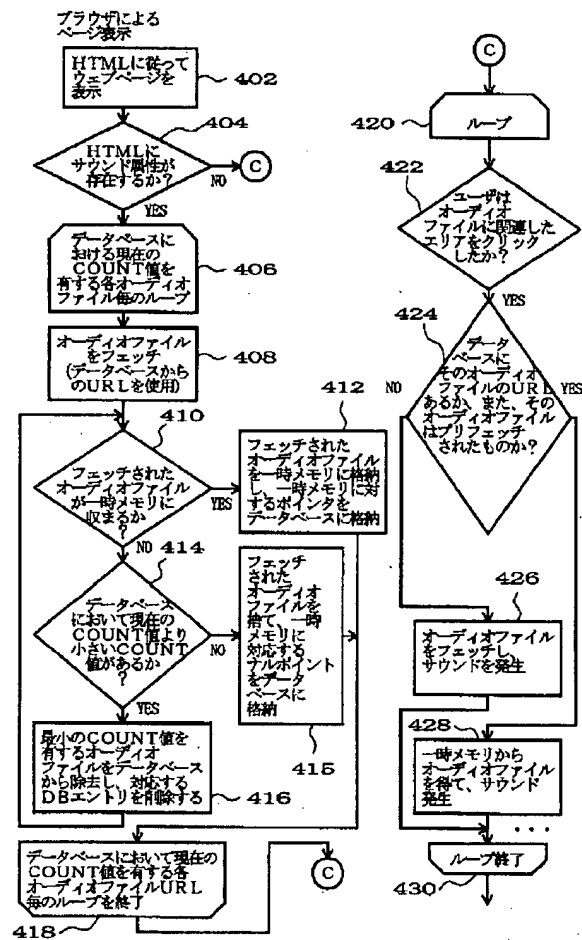 ブラウザによる
ページ表示
HTMLに従って
ウェブページを
表示
402
404
HTMLに
サウンド属性が
存在するか？
NO
C
YES
データベースに
おける現在の
COUNT値を
有する各オーディオ
ファイル毎のループ
406
オーディオファイル
をフェッチ
(データベースから
のURLを使用)
408
410
フェッチされた
オーディオファイル
が一時メモリに
収まるか
？
YES
NO
412
フェッチされた
オーディオファイル
を一時メモリに格納
し、一時メモリに対
するポインタを
データベースに格納
414
データベース
において現在の
COUNT値より
小さいCOUNT
値があるか
？
NO
YES
フェッチ
された
オーディオ
ファイルを
捨て、一時
メモリに
対応する
ナルポイント
をデータ
ベースに
格納
415
最小のCOUNT値を
有するオーディオ
ファイルをデータベース
から除去し、対応する
DBエントリを削除する
416
データベースにおいて現在の
COUNT値を有する各
オーディオファイルURL
毎のループを終了
418
C
C
ループ
420
422
ユーザは
オーディオ
ファイルに関連した
エリアをクリック
したか？
YES
424
データ
ベースに
そのオーディオ
ファイルのURL
あるか、また、その
オーディオファイル
はプリフェッチ
されたものか？
NO
YES
426
オーディオファイル
をフェッチし、
サウンドを発生
428
一時メモリから
オーディオファイル
を得て、サウンド
発生
...
ループ終了
430